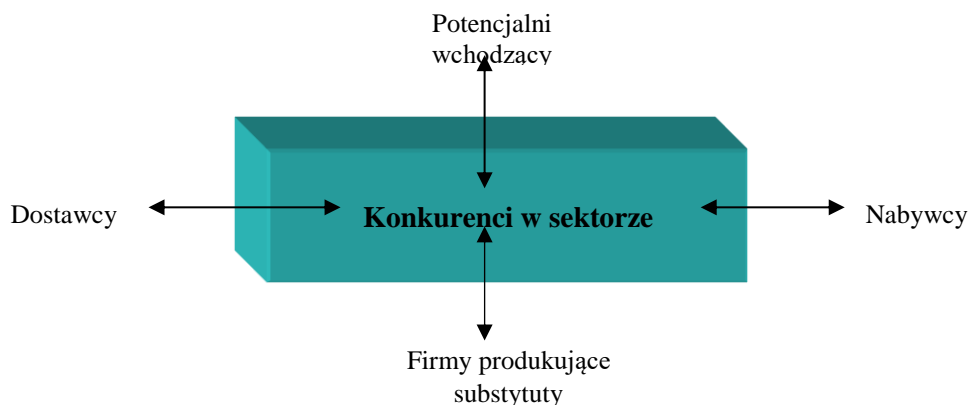 Potencjalni
wchodzący
Dostawcy
Konkurenci w sektorze
Nabywcy
Firmy produkujące
substytuty